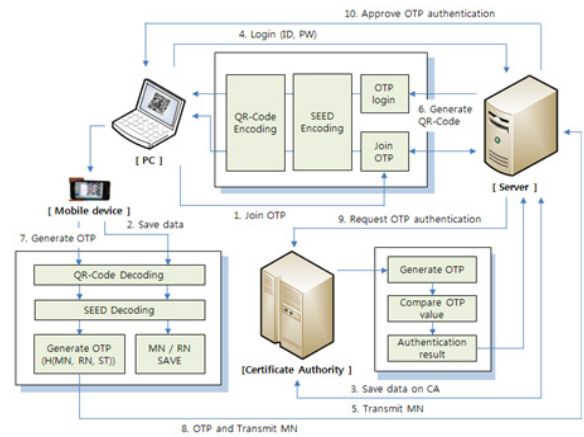 10. Approve OTP authentication
4. Login (ID, PW)
QR-Code
Encoding
SEED
Encoding
OTP
login
6. Generate
QR-Code
Join
OTP
[ PC ]
[ Server ]
[ Mobile device ]
1. Join OTP
2. Save data
9. Request OTP authentication
7. Generate OTP
QR-Code Decoding
SEED Decoding
Generate OTP
(H(MN, RN, ST))
MN / RN
SAVE
Generate OTP
Compare OTP
value
Authentication
result
[Certificate Authority]
3. Save data on CA
5. Transmit MN
8. OTP and Transmit MN